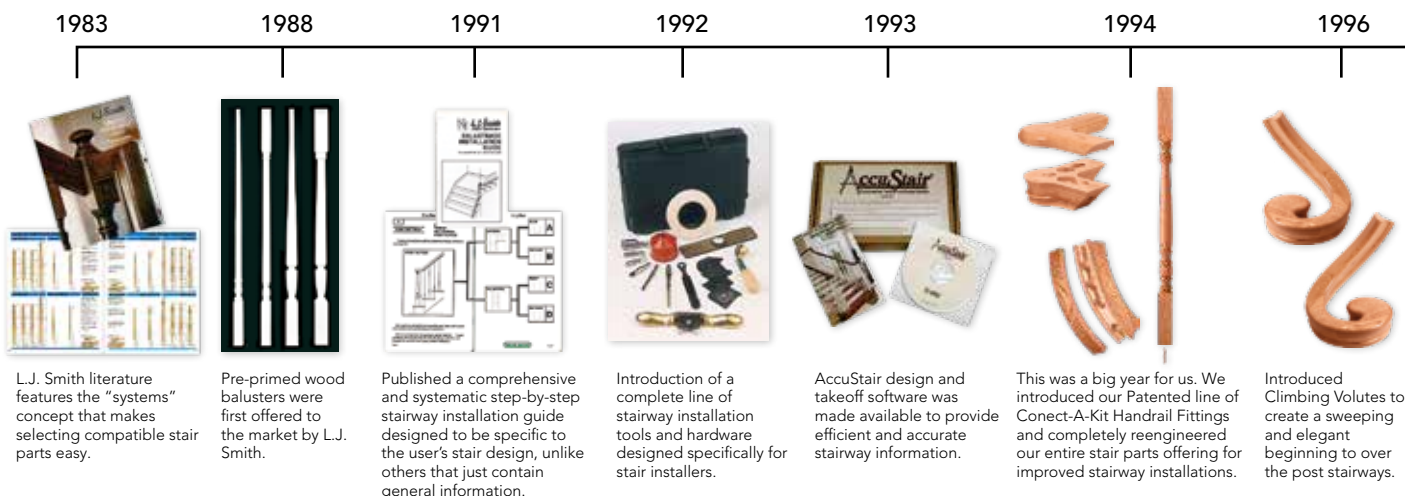 1983
1988
1991
1992
1993
1994
1996
L.J. Smith
L.J. Smith
INSTALLATION
GUIDE
A
B
C
D
AccuStair
AccuStair
L.J. Smith literature
features the "systems"
concept that makes
selecting compatible stair
parts easy.
Pre-primed wood
balusters were
first offered to
the market by L.J.
Smith.
Published a comprehensive
and systematic step-by-step
stairway installation guide
designed to be specific to
the user's stair design, unlike
others that just contain
general information.
Introduction of a
complete line of
stairway installation
tools and hardware
designed specifically for
stair installers.
AccuStair design and
takeoff software was
made available to provide
efficient and accurate
stairway information.
This was a big year for us. We
introduced our Patented line of
Conect-A-Kit Handrail Fittings
and completely reengineered
our entire stair parts offering for
improved stairway installations.
Introduced
Climbing Volutes to
create a sweeping
and elegant
beginning to over
the post stairways.